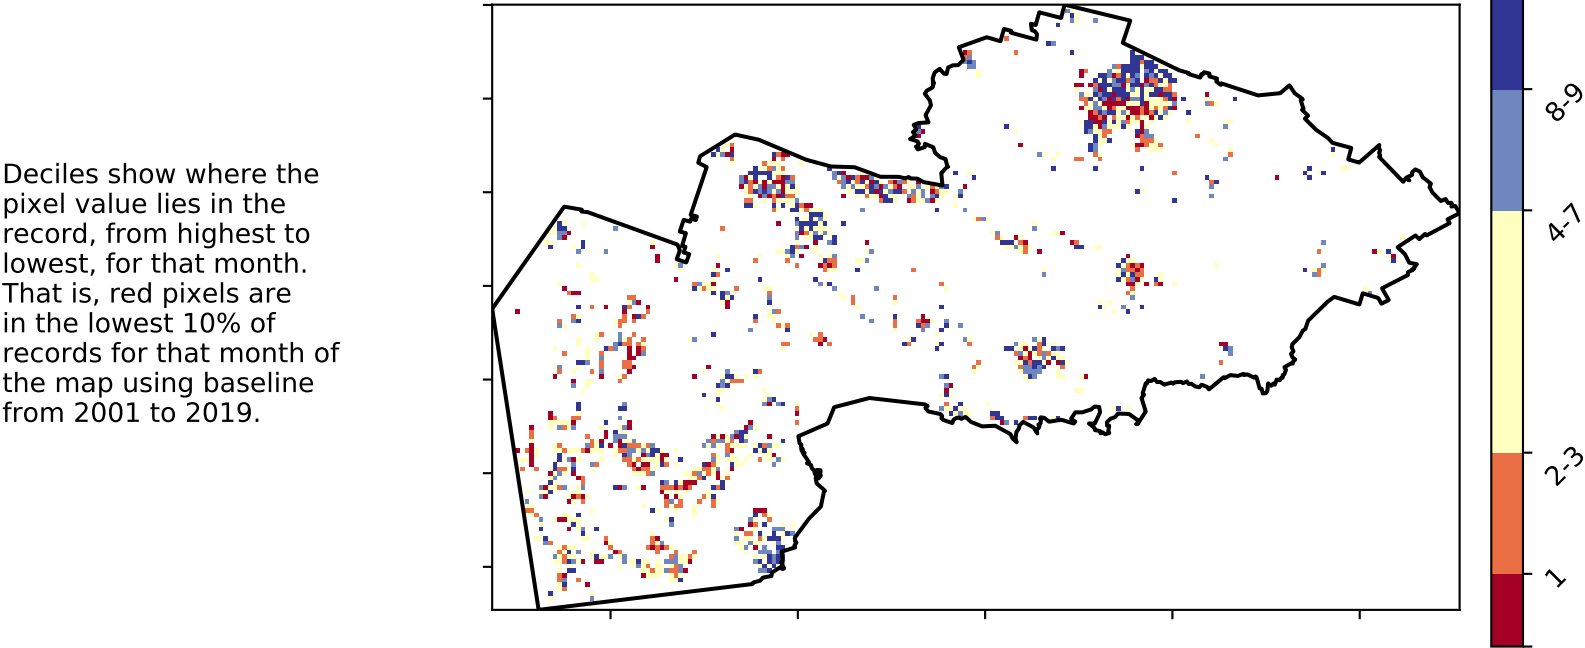 Deciles show where the
pixel value lies in the
record, from highest to
lowest, for that month.
That is, red pixels are
in the lowest 10% of
records for that month of
the map using baseline
from 2001 to 2019.
8-9
4-7
2-3
1